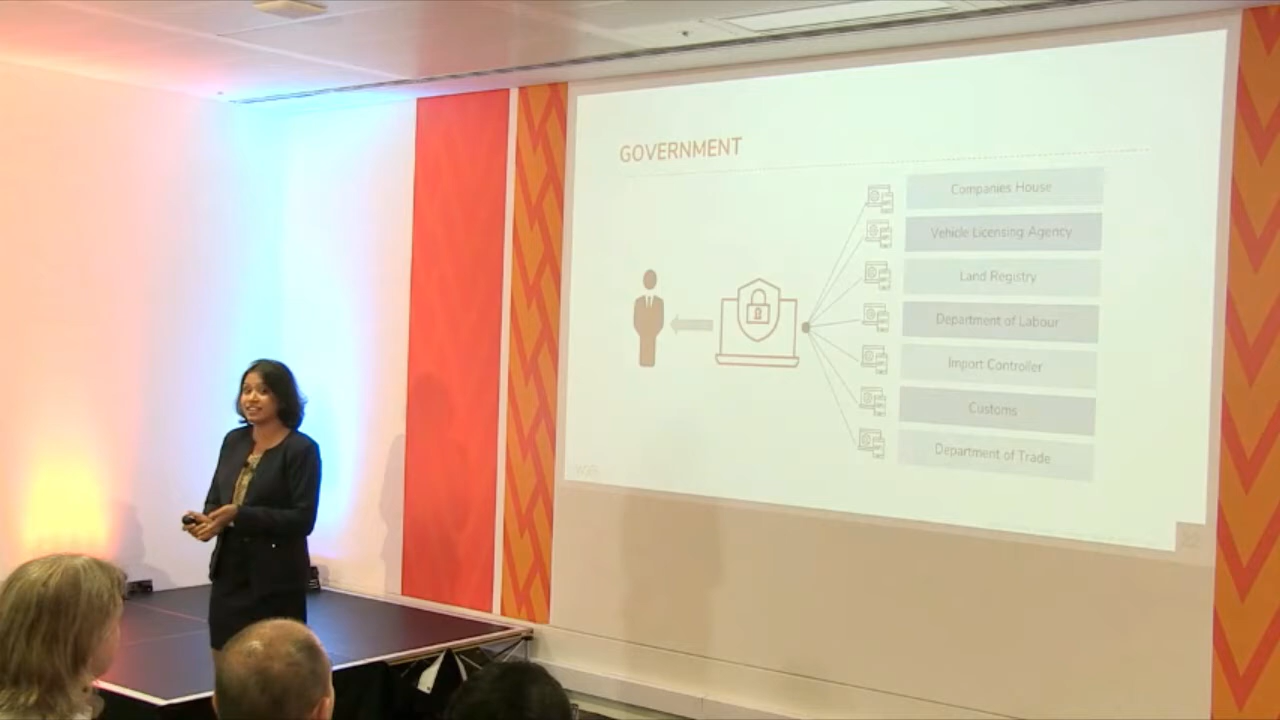 GOVERNMENT
Companies House
Vehicle Licensing Agency
Land Registry
Department of Labour
Import Controller
Customs
Department of Trade